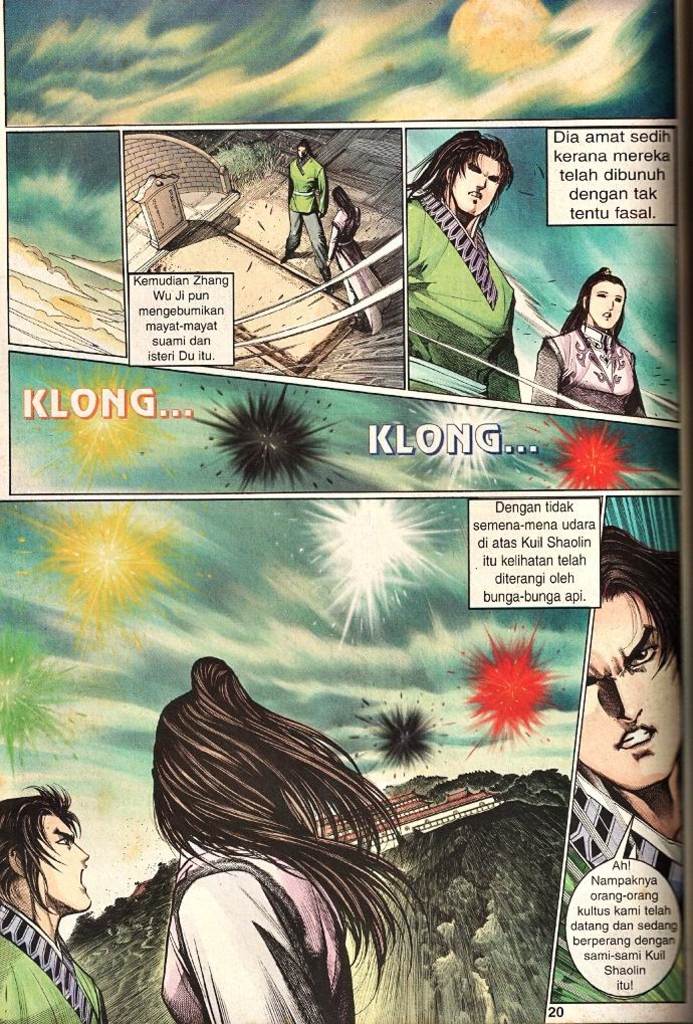 Dia amat sedih
kerana mereka
telah dibunuh
dengan tak
tentu fasal.
Kemudian Zhang
Wu Ji pun
mengebumikan
mayat-mayat
suami dan
isteri Du itu.
KLONG...
KLONG...
Dengan tidak
semena-mena udara
di atas Kuil Shaolin
itu kelihatan telah
diterangi oleh
bunga-bunga api.
Ah!
Nampaknya
orang-orang
kultus kami telah
datang dan sedang
berperang dengan
sami-sami Kuil
Shaolin
itu!
20